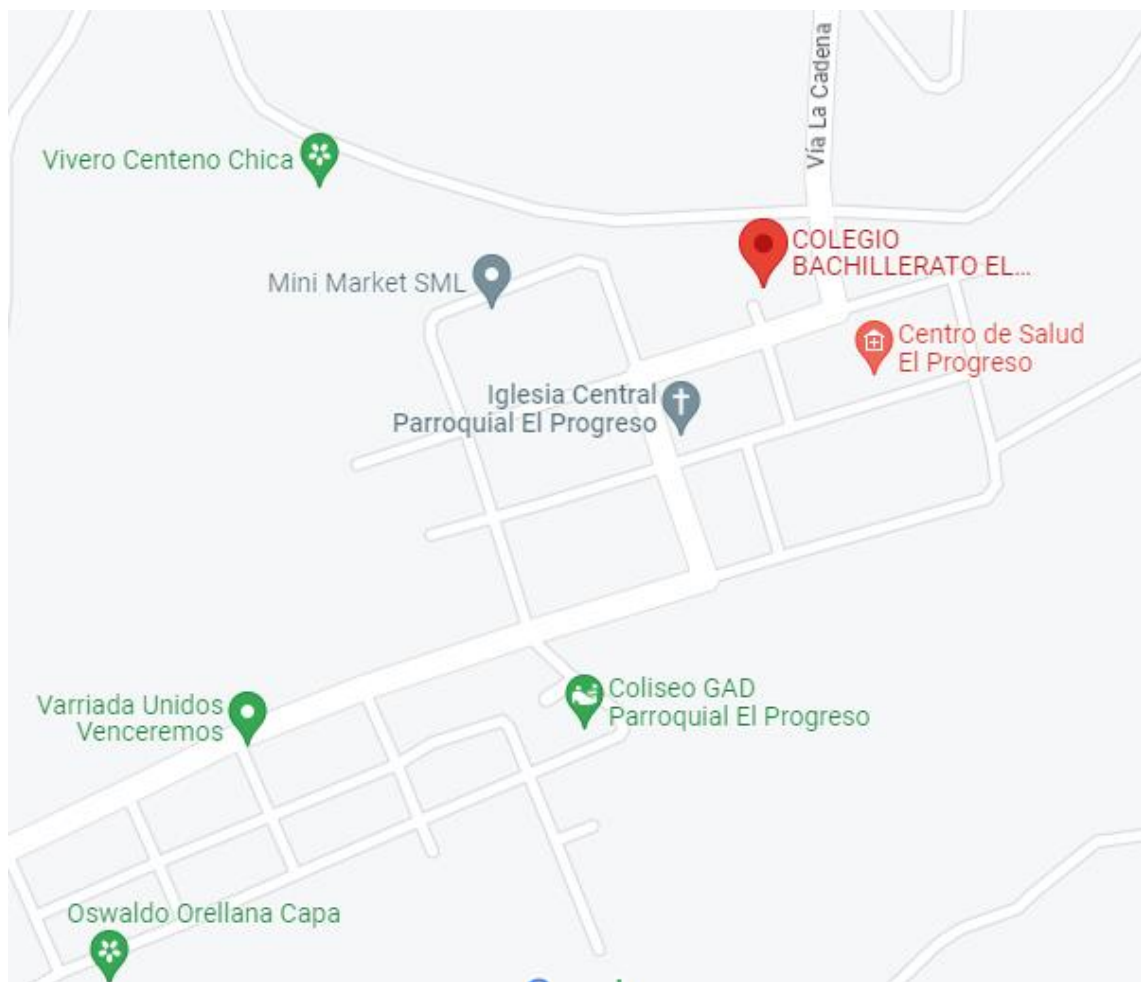 Vía La Cadena
Vivero Centeno Chica
COLEGIO
BACHILLERATO EL...
Mini Market SML
Centro de Salud
El Progreso
Iglesia Central
Parroquial El Progreso
Coliseo GAD
Parroquial El Progreso
Varriada Unidos
Venceremos
Oswaldo Orellana Capa